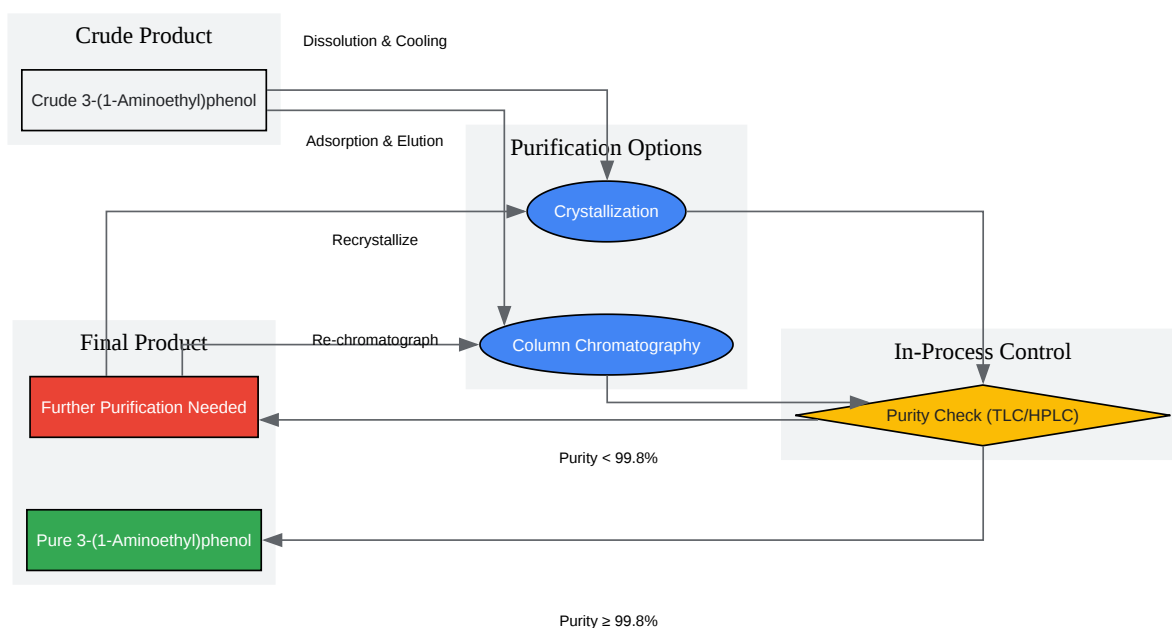 Crude Product
Dissolution & Cooling
Crude 3-(1-Aminoethyl)phenol
Adsorption & Elution
Purification Options
Crystallization
Recrystallize
Final Product
Re-chromatograph
Column Chromatography
In-Process Control
Further Purification Needed
Purity Check (TLC/HPLC)
Purity < 99.8%
Pure 3-(1-Aminoethyl)phenol
Purity ≥ 99.8%